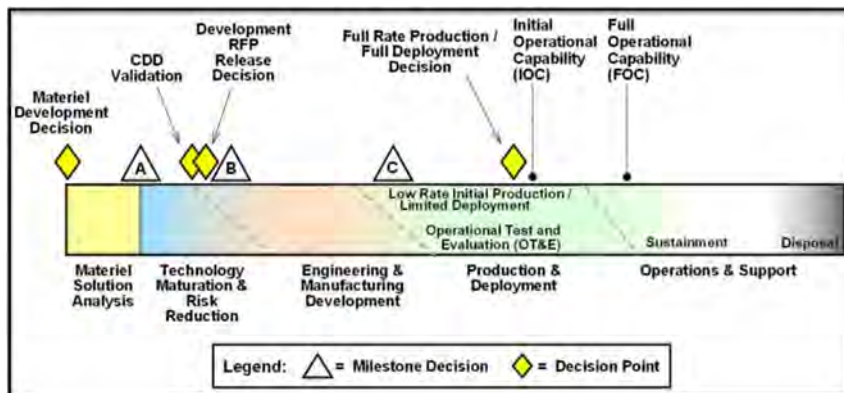 Materiel
Development
Decision
CDD
Validation
Development
RFP
Release
Decision
Full Rate Production /
Full Deployment
Decision
Initial
Operational
Capability
(IOC)
Full
Operational
Capability
(FOC)
A
B
C
Low Rate Initial Production /
Limited Deployment
Operational Test and
Evaluation (OT&E)
Sustainment
Disposal
Materiel
Solution
Analysis
Technology
Maturation &
Risk
Reduction
Engineering &
Manufacturing
Development
Production &
Deployment
Operations & Support
Legend: = Milestone Decision = Decision Point